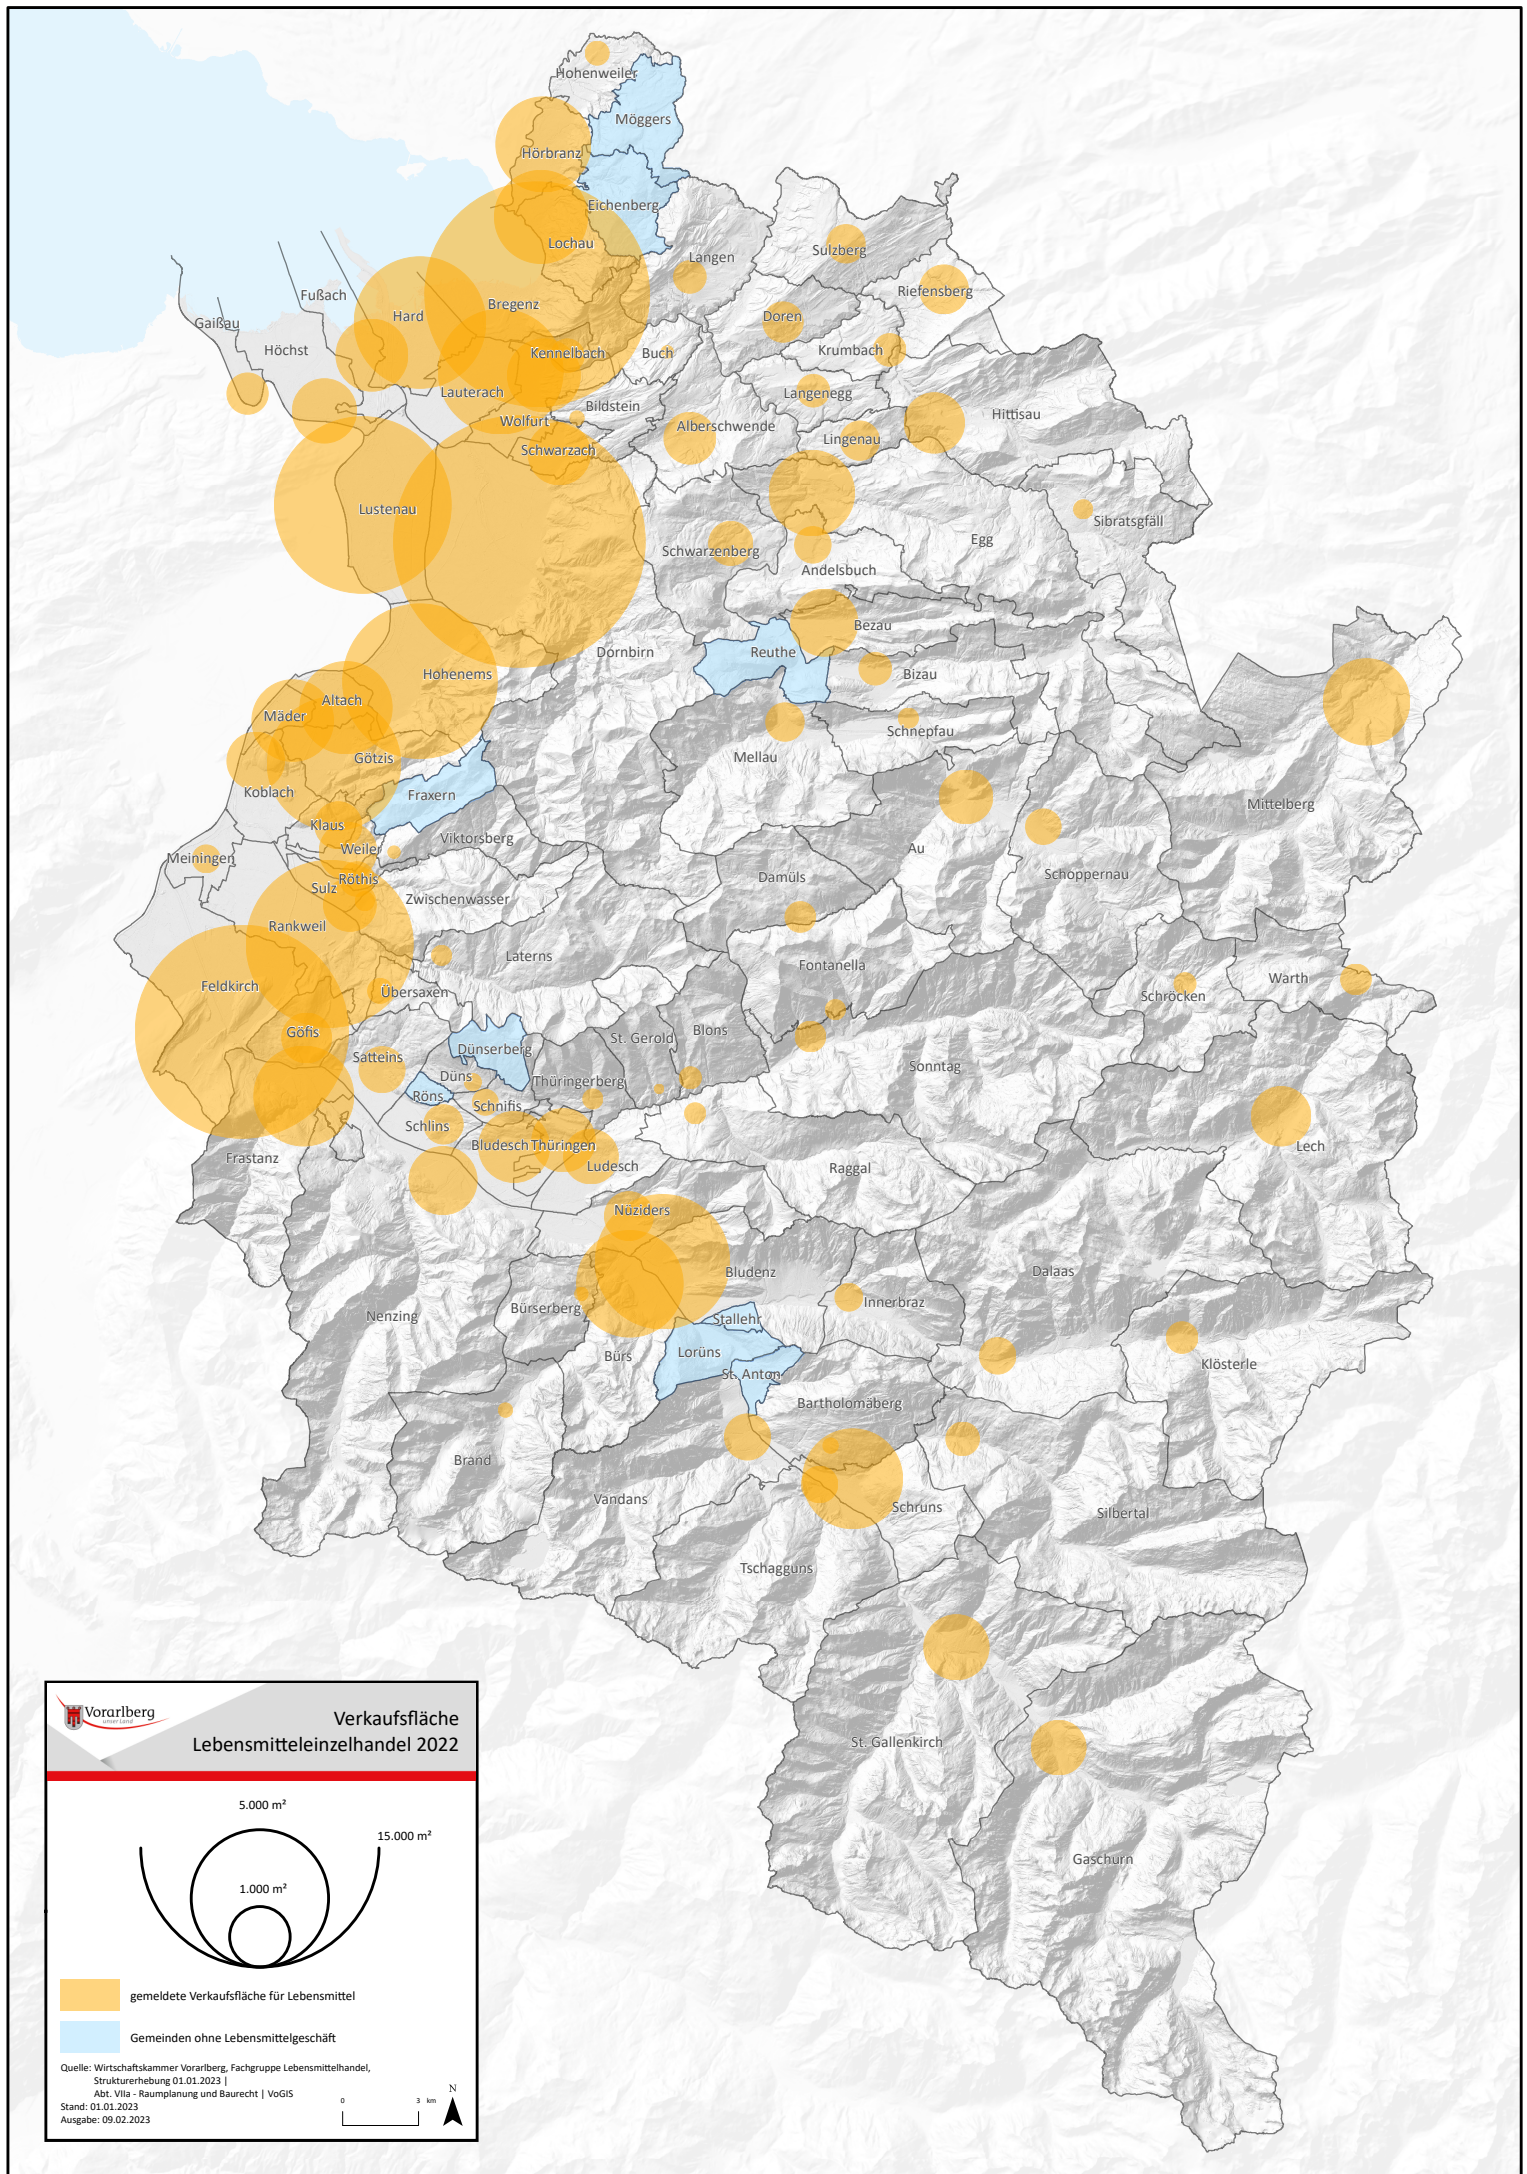 Hohenweiler
Möggers
Hörbranz
Eichenberg
Lochau
Langen
Sulzberg
Riefensberg
Fußach
Bregenz
Hard
Gaißau
Doren
Höchst
Kennelbach
Buch
Krumbach
Lauterach
Langenegg
Bildstein
Hittisau
Wolfurt
Alberschwende
Lingenau
Schwarzach
Lustenau
Sibratsgfäll
Egg
Schwarzenberg
Andelsbuch
Bezau
Dornbirn
Reuthe
Hohenems
Bizau
Altach
Mäder
Schnepfau
Götzis
Mellau
Koblach
Fraxern
Mittelberg
Klaus
Viktorsberg
Weiler
Au
Meiningen
Röthis
Damüls
Schoppernau
Sulz
Zwischenwasser
Rankweil
Laterns
Fontanella
Feldkirch
Übersaxen
Schröcken
Warth
Göfis
St. Gerold
Blons
Dünserberg
Satteins
Sonntag
Düns
Thüringerberg
Röns
Schnifis
Schlins
Bludesch
Thüringen
Lech
Frastanz
Ludesch
Raggal
Nüziders
Bludenz
Dalaas
Bürserberg
Innerbraz
Nenzing
Stallehr
Bürs
Lorüns
Klösterle
St. Anton
Bartholomäberg
Brand
Vandans
Schruns
Silbertal
Tschagguns
St. Gallenkirch
Gaschurn
Vorarlberg
unser Land
Verkaufsfläche
Lebensmitteleinzelhandel 2022
5.000 m²
15.000 m²
1.000 m²
gemeldete Verkaufsfläche für Lebensmittel
Gemeinden ohne Lebensmittelgeschäft
Quelle: Wirtschaftskammer Vorarlberg, Fachgruppe Lebensmittelhandel,
Strukturerhebung 01.01.2023 |
Abt. VIIa - Raumplanung und Baurecht | VoGIS
Stand: 01.01.2023
Ausgabe: 09.02.2023
0 3 km
N